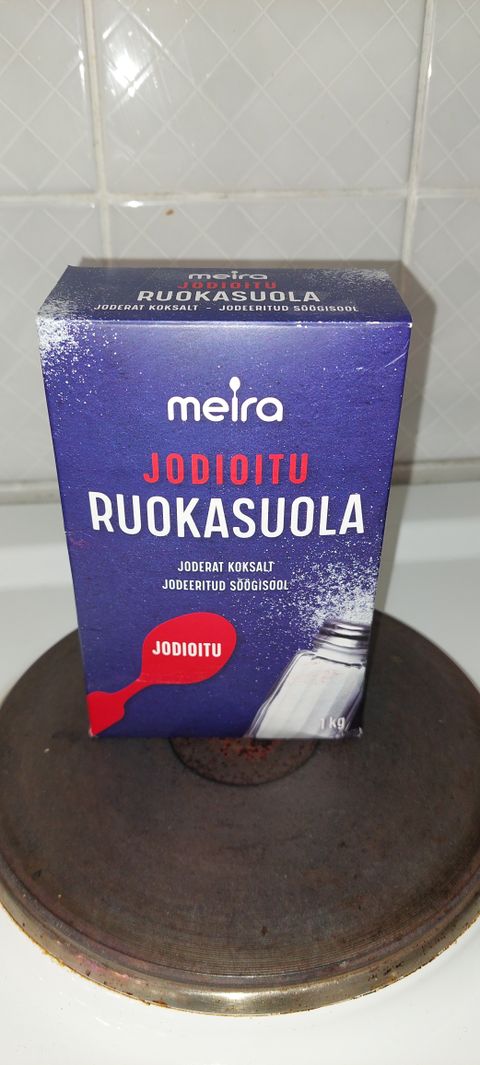 meira
JODIOITU
RUOKASUOLA
JODERAT KOKSALT - JODEERITUD SÖÖGISOOL
meira
JODIOITU
RUOKASUOLA
JODERAT KOKSALT
JODEERITUD SÖÖGISOOL
JODIOITU
1 kg